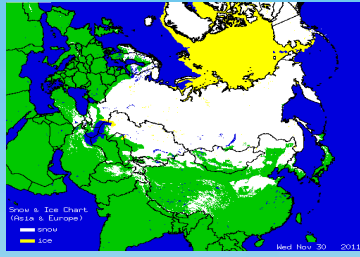 Snow & Ice Chart
(Asia & Europe)
snow
ice
Wed Nov 30 2011